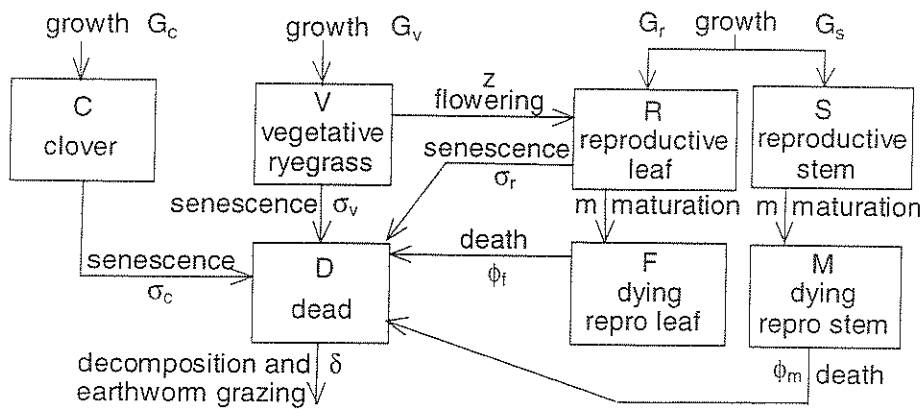 growth G_c
growth G_v
G_r growth G_s
C
clover
V
vegetative
ryegrass
z
flowering
R
reproductive
leaf
S
reproductive
stem
senescence
σ_r
senescence σ_v
m maturation
m maturation
senescence
σ_c
D
dead
death
ϕ_f
F
dying
repro leaf
M
dying
repro stem
decomposition and δ
earthworm grazing
ϕ_m death